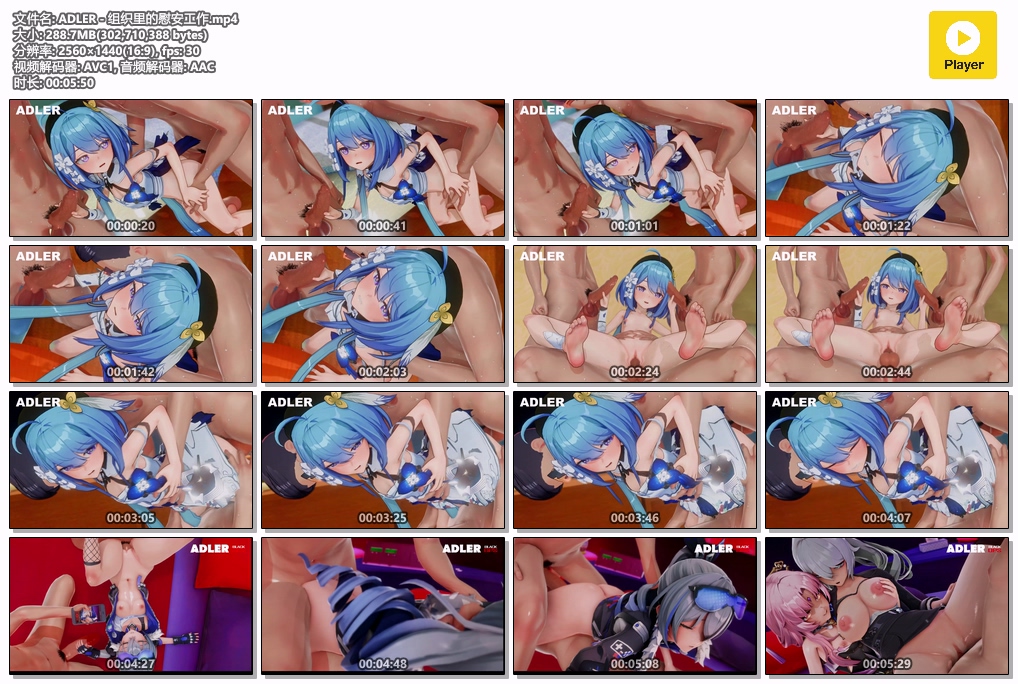 文件名: ADLER - 组织里的慰安工作.mp4
大小: 288.7MB(302,710,388 bytes)
分辨率: 2560×1440(16:9), fps: 30
视频解码器: AVC1, 音频解码器: AAC
时长: 00:05:50
Player
ADLER ADLER ADLER ADLER
00:00:20 00:00:41 00:01:01 00:01:22
ADLER ADLER ADLER ADLER
00:01:42 00:02:03 00:02:24 00:02:44
ADLER ADLER ADLER ADLER
00:03:05 00:03:25 00:03:46 00:04:07
ADLER ADLER ADLER ADLER
00:04:27 00:04:48 00:05:08 00:05:29